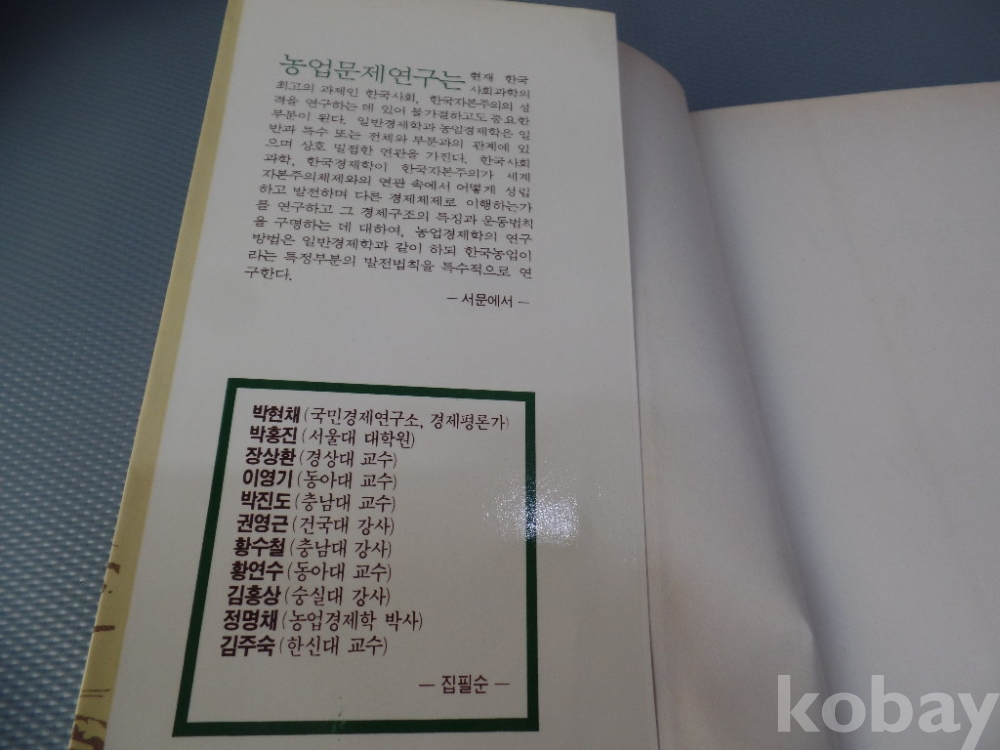 농업문제연구는 현재 한국
사회과학의
최고의 과제인 한국사회, 한국자본주의의 성
격을 연구하는 데 있어 불가결하고도 중요한
부분이 된다. 일반경제학과 농업경제학은 일
반과 특수 또는 전체와 부분과의 관계에 있
으며 상호 밀접한 연관을 가진다. 한국사회
과학, 한국경제학이 한국자본주의가 세계
자본주의체제와의 연관 속에서 어떻게 성립
하고 발전하며 다른 경제체제로 이행하는가
를 연구하고 그 경제구조의 특징과 운동법칙
을 구명하는 데 대하여, 농업경제학의 연구
방법은 일반경제학과 같이 하되 한국농업이
라는 특정부분의 발전법칙을 특수적으로 연
구한다.
– 서문에서 –
박현채(국민경제연구소, 경제평론가)
박홍진(서울대 대학원)
장상환(경상대 교수)
이영기(동아대 교수)
박진도(충남대 교수)
권영근(건국대 강사)
황수철(충남대 강사)
황연수(동아대 교수)
김홍상(숭실대 강사)
정명채(농업경제학 박사)
김주숙(한신대 교수)
– 집필순 –
kobay